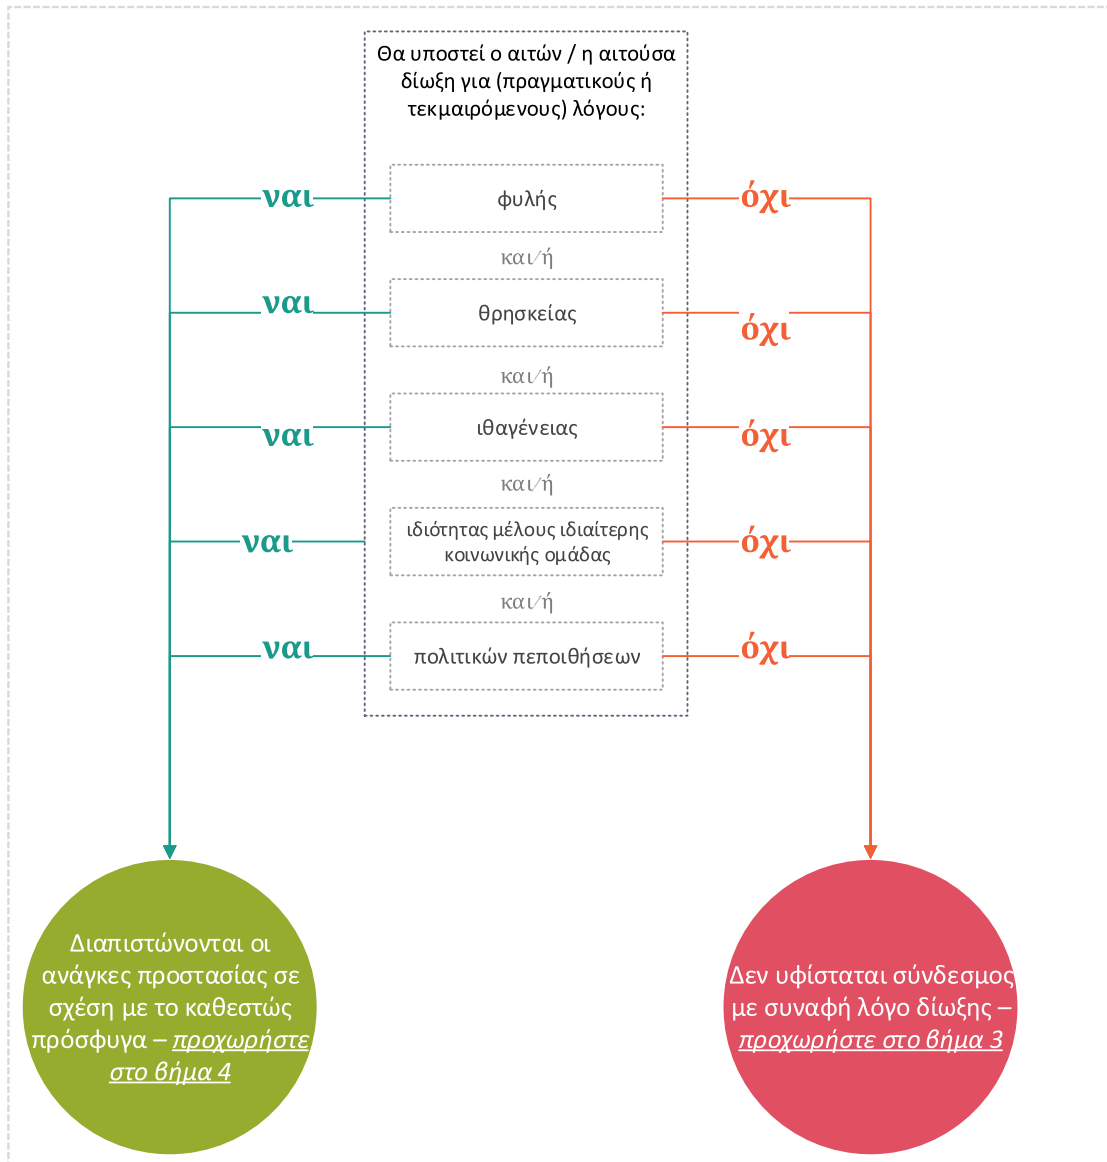 Θα υποστεί ο αιτών / η αιτούσα
δίωξη για (πραγματικούς ή
τεκμαιρόμενους) λόγους:
ναι
φυλής
όχι
και/ή
ναι
θρησκείας
όχι
και/ή
ναι
ιθαγένειας
όχι
και/ή
ναι
ιδιότητας μέλους ιδιαίτερης
κοινωνικής ομάδας
όχι
και/ή
ναι
πολιτικών πεποιθήσεων
όχι
Διαπιστώνονται οι
ανάγκες προστασίας σε
σχέση με το καθεστώς
πρόσφυγα – προχωρήστε
στο βήμα 4
Δεν υφίσταται σύνδεσμος
με συναφή λόγο δίωξης –
προχωρήστε στο βήμα 3